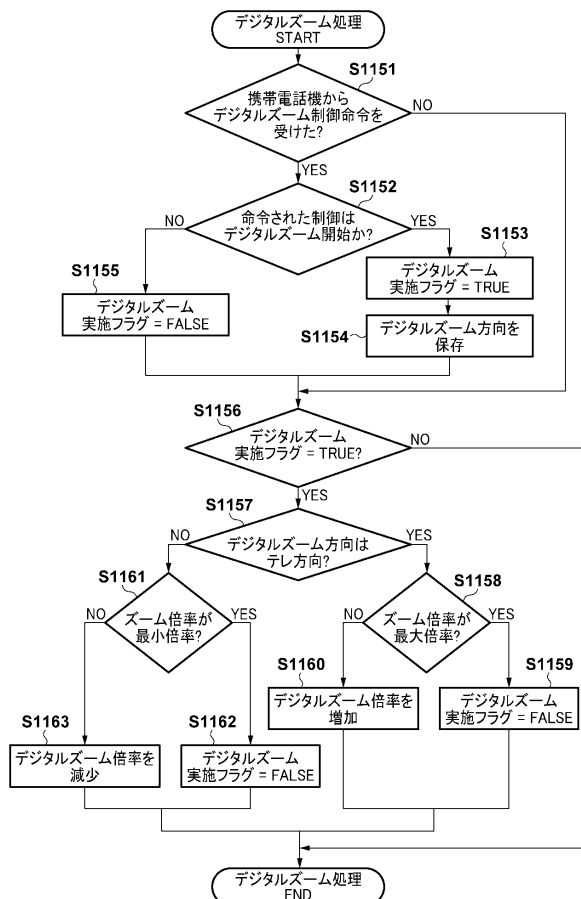 デジタルズーム処理
START
S1151
携帯電話機から
デジタルズーム制御命令を
受けた?
NO
YES
S1152
命令された制御は
デジタルズーム開始か?
NO
YES
S1153
デジタルズーム
実施フラグ = TRUE
S1155
デジタルズーム
実施フラグ = FALSE
S1154
デジタルズーム方向を
保存
S1156
デジタルズーム
実施フラグ = TRUE?
NO
YES
S1157
デジタルズーム方向は
テレ方向?
NO
YES
S1161
ズーム倍率が
最小倍率?
NO
YES
S1158
ズーム倍率が
最大倍率?
NO
YES
S1160
デジタルズーム倍率を
増加
S1159
デジタルズーム
実施フラグ = FALSE
S1163
デジタルズーム倍率を
減少
S1162
デジタルズーム
実施フラグ = FALSE
デジタルズーム処理
END